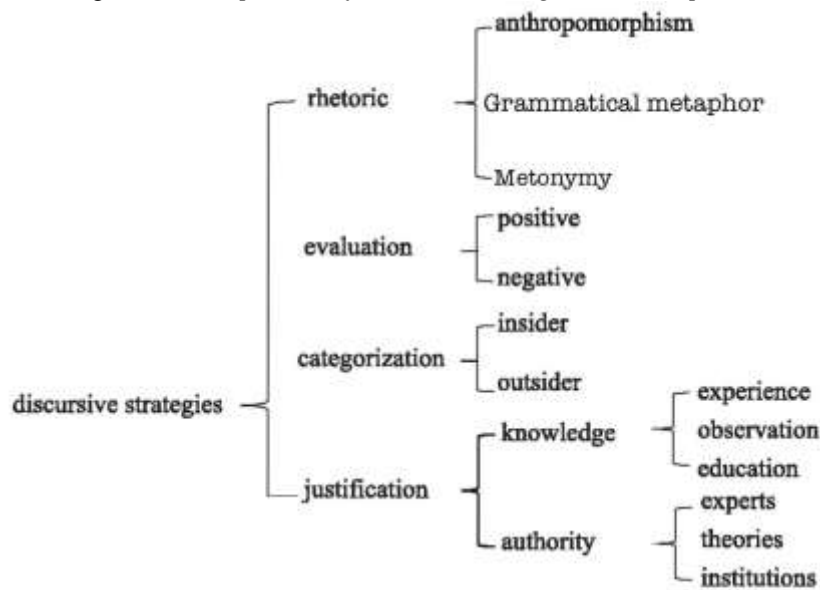 anthropomorphism
rhetoric
Grammatical metaphor
Metonymy
positive
evaluation
negative
insider
categorization
outsider
discursive strategies
experience
knowledge
observation
education
justification
experts
authority
theories
institutions